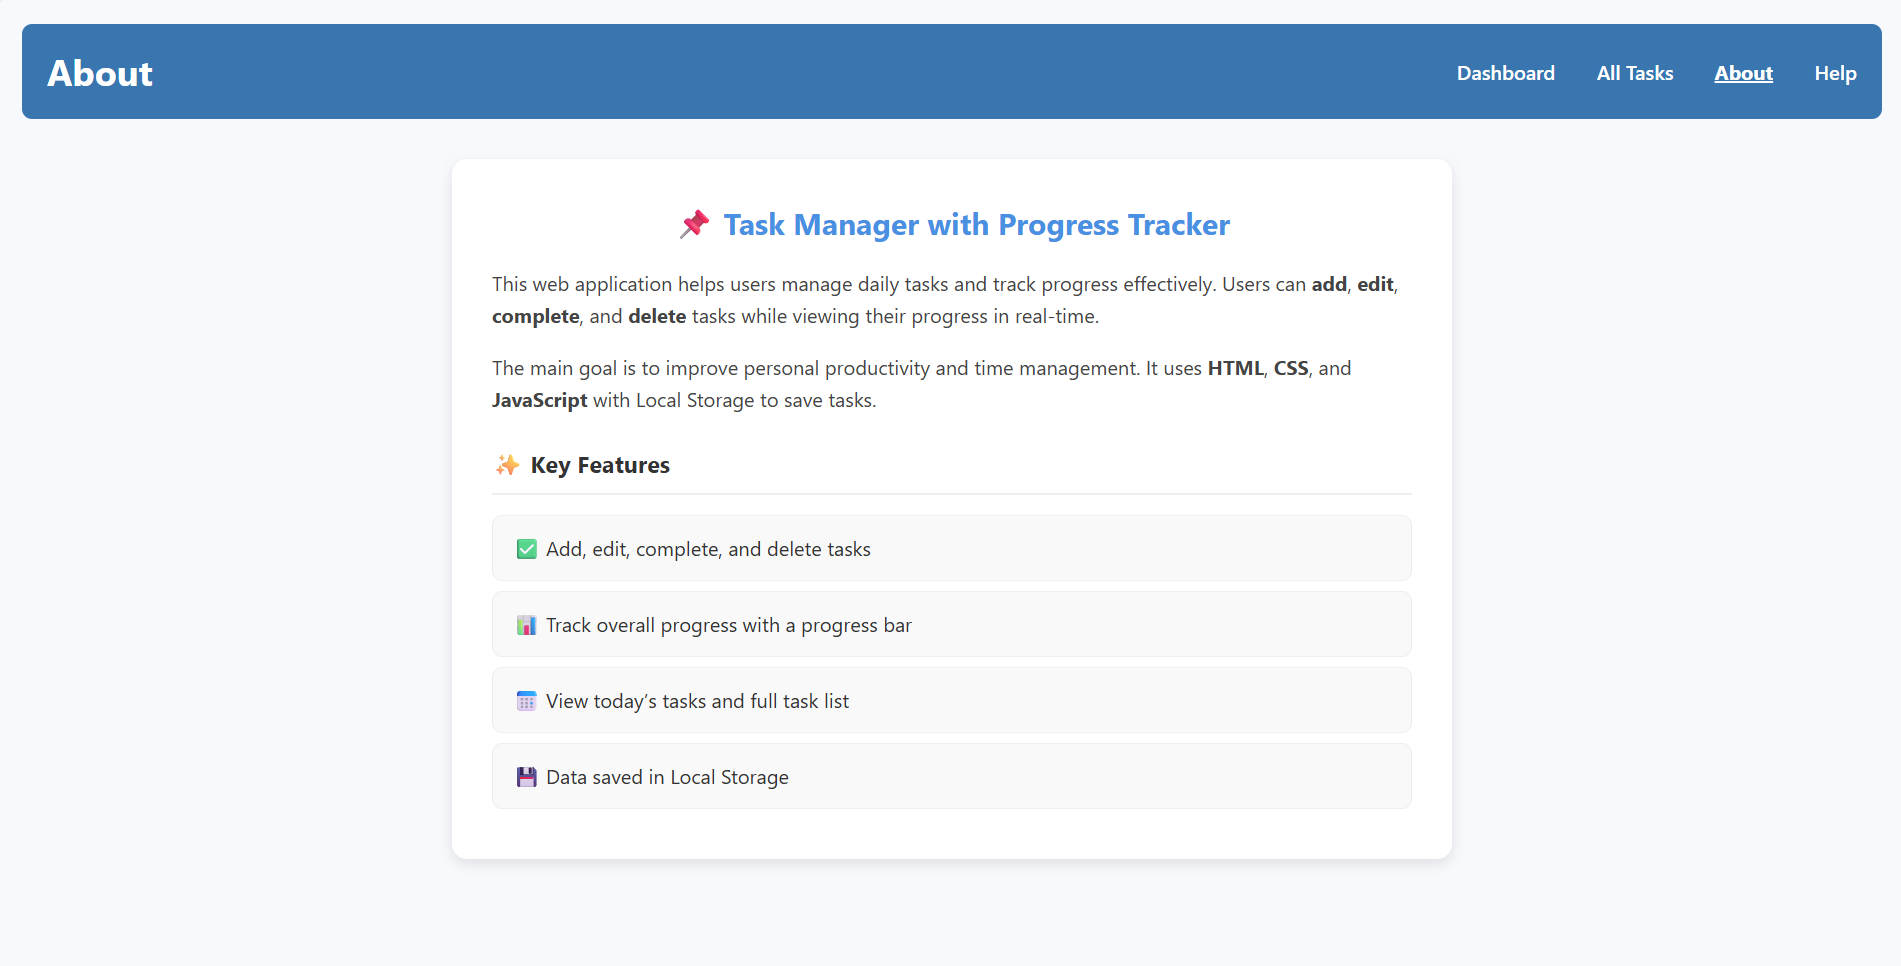 About
Dashboard
All Tasks
About
Help
Task Manager with Progress Tracker
This web application helps users manage daily tasks and track progress effectively. Users can add, edit,
complete, and delete tasks while viewing their progress in real-time.
The main goal is to improve personal productivity and time management. It uses HTML, CSS, and
JavaScript with Local Storage to save tasks.
Key Features
Add, edit, complete, and delete tasks
Track overall progress with a progress bar
View today’s tasks and full task list
Data saved in Local Storage